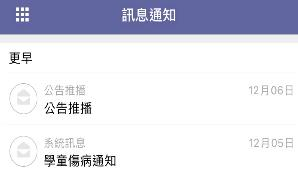 訊息通知
更早
公告推播 12月06日
公告推播
系統訊息 12月05日
學童傷病通知